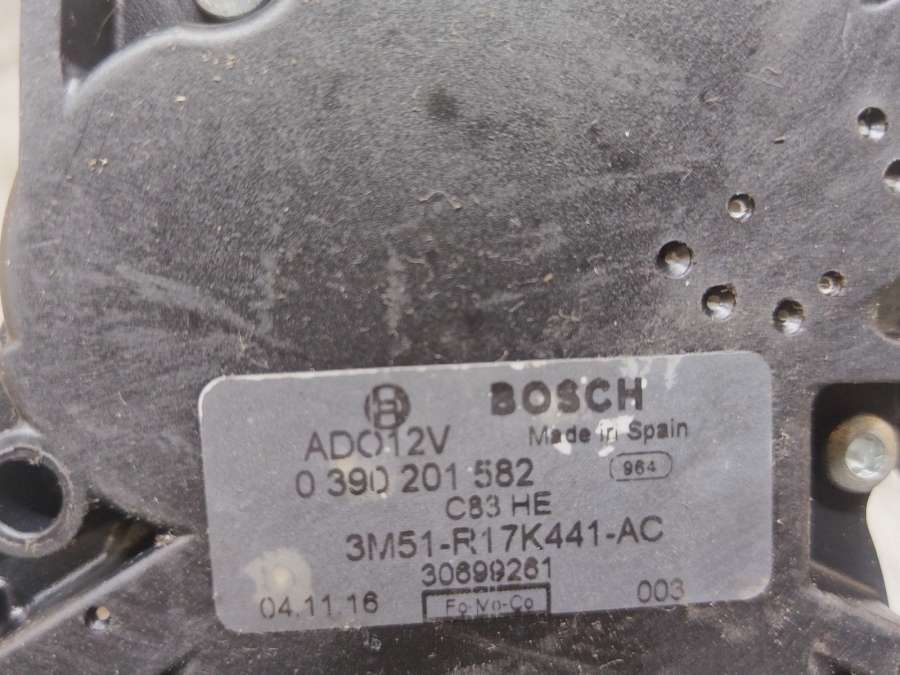 BOSCH
ADO12V Made in Spain
0 390 201 582 964
C83 HE
3M51-R17K441-AC
30699261
04.11.16 Fo Mo-Co 003